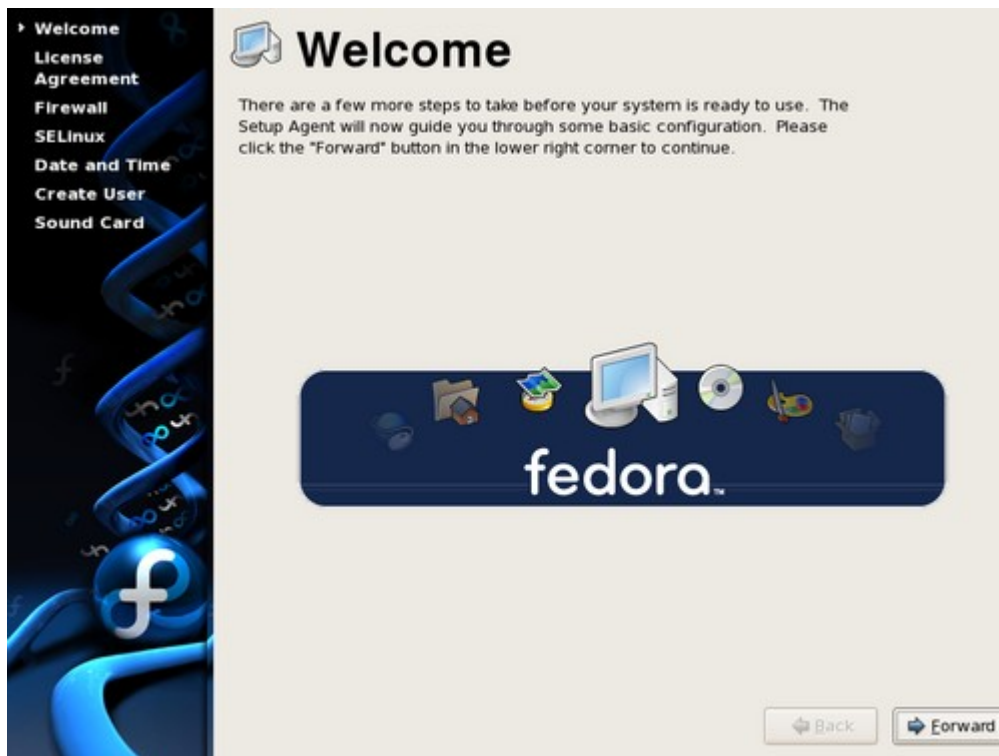 Welcome
License
Agreement
Firewall
SELinux
Date and Time
Create User
Sound Card
Welcome
There are a few more steps to take before your system is ready to use. The
Setup Agent will now guide you through some basic configuration. Please
click the "Forward" button in the lower right corner to continue.
fedora™
Back
Forward